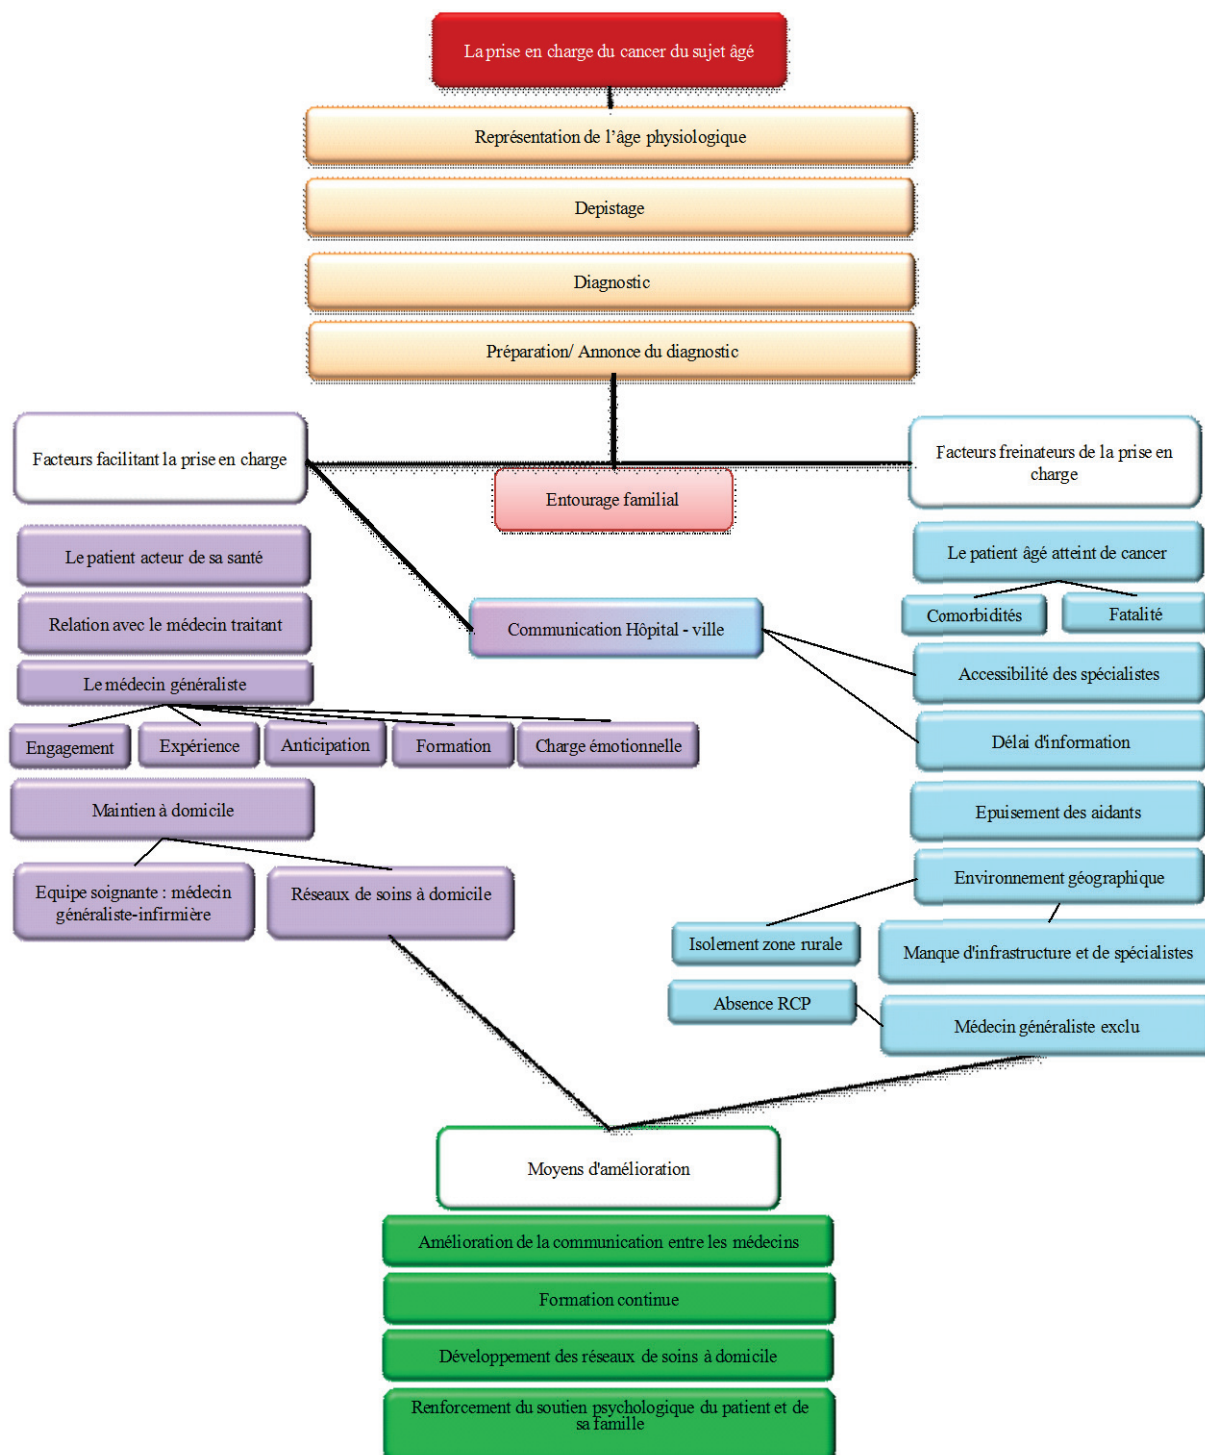 La prise en charge du cancer du sujet âgé
Représentation de l’âge physiologique
Depistage
Diagnostic
Préparation/ Annonce du diagnostic
Facteurs facilitant la prise en charge
Entourage familial
Facteurs freinateurs de la prise en
charge
Le patient acteur de sa santé
Relation avec le médecin traitant
Le médecin généraliste
Engagement
Expérience
Anticipation
Formation
Charge émotionnelle
Maintien à domicile
Equipe soignante : médecin
généraliste-infirmière
Réseaux de soins à domicile
Communication Hôpital - ville
Le patient âgé atteint de cancer
Comorbidités
Fatalité
Accessibilité des spécialistes
Délai d'information
Epuisement des aidants
Environnement géographique
Isolement zone rurale
Manque d'infrastructure et de spécialistes
Absence RCP
Médecin généraliste exclu
Moyens d'amélioration
Amélioration de la communication entre les médecins
Formation continue
Développement des réseaux de soins à domicile
Renforcement du soutien psychologique du patient et de
sa famille